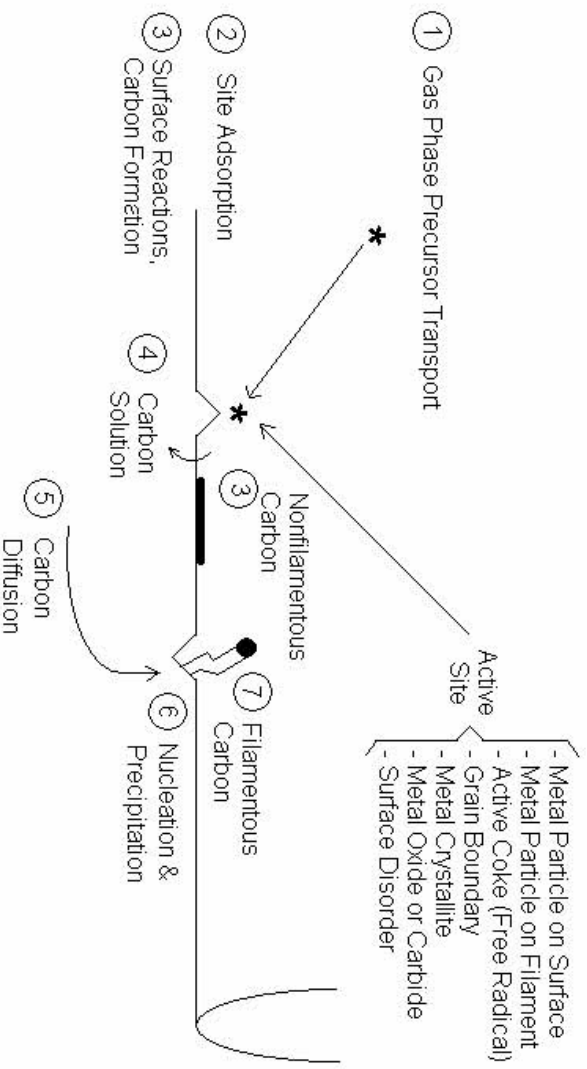 ① Gas Phase Precursor Transport
Active
Site
- Metal Particle on Surface
- Metal Particle on Filament
- Active Coke (Free Radical)
- Grain Boundary
- Metal Crystallite
- Metal Oxide or Carbide
- Surface Disorder
*
② Site Adsorption
*
Nonfilamentous
Carbon
③
Filamentous
Carbon
⑦
③ Surface Reactions,
Carbon Formation
④ Carbon
Solution
⑥ Nucleation &
Precipitation
⑤ Carbon
Diffusion